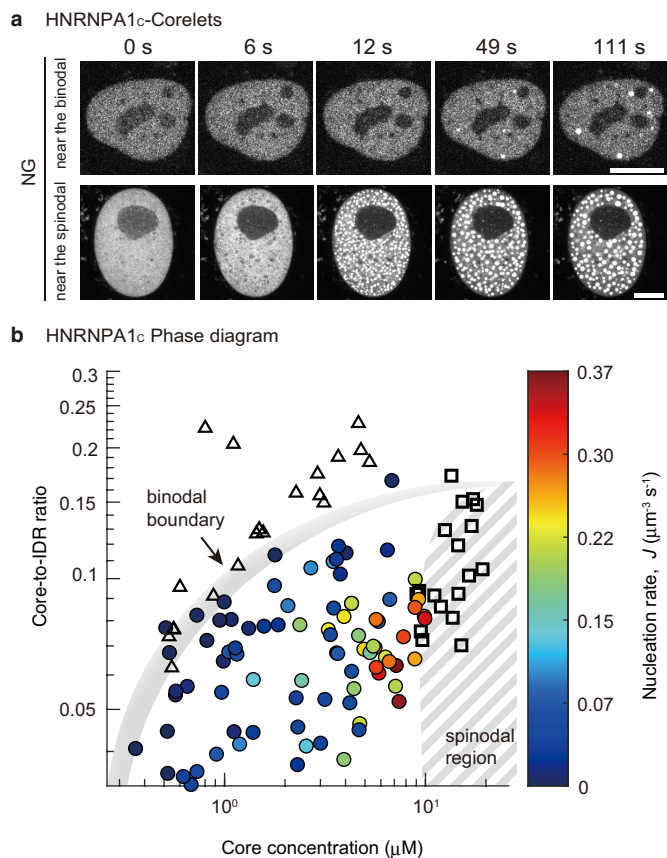 a HNRNPA1c-Corelets
0 s 6 s 12 s 49 s 111 s
NG
near the binodal
near the spinodal
b HNRNPA1c Phase diagram
0.3
0.25
0.2
0.15
0.1
0.05
Core-to-IDR ratio
binodal
boundary
spinodal
region
10⁰ 10¹
Core concentration (μM)
0.37
0.30
0.22
0.15
0.07
0
Nucleation rate, J (μm⁻³ s⁻¹)